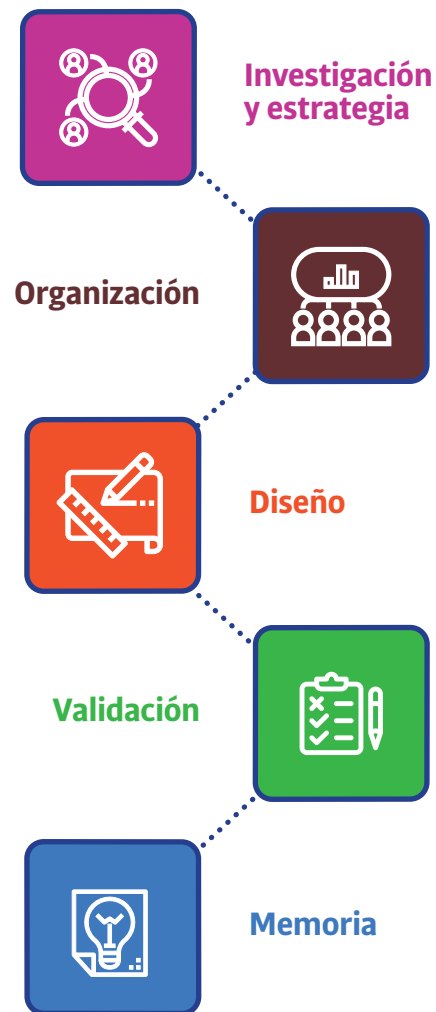 Investigación
y estrategia
Organización
Diseño
Validación
Memoria